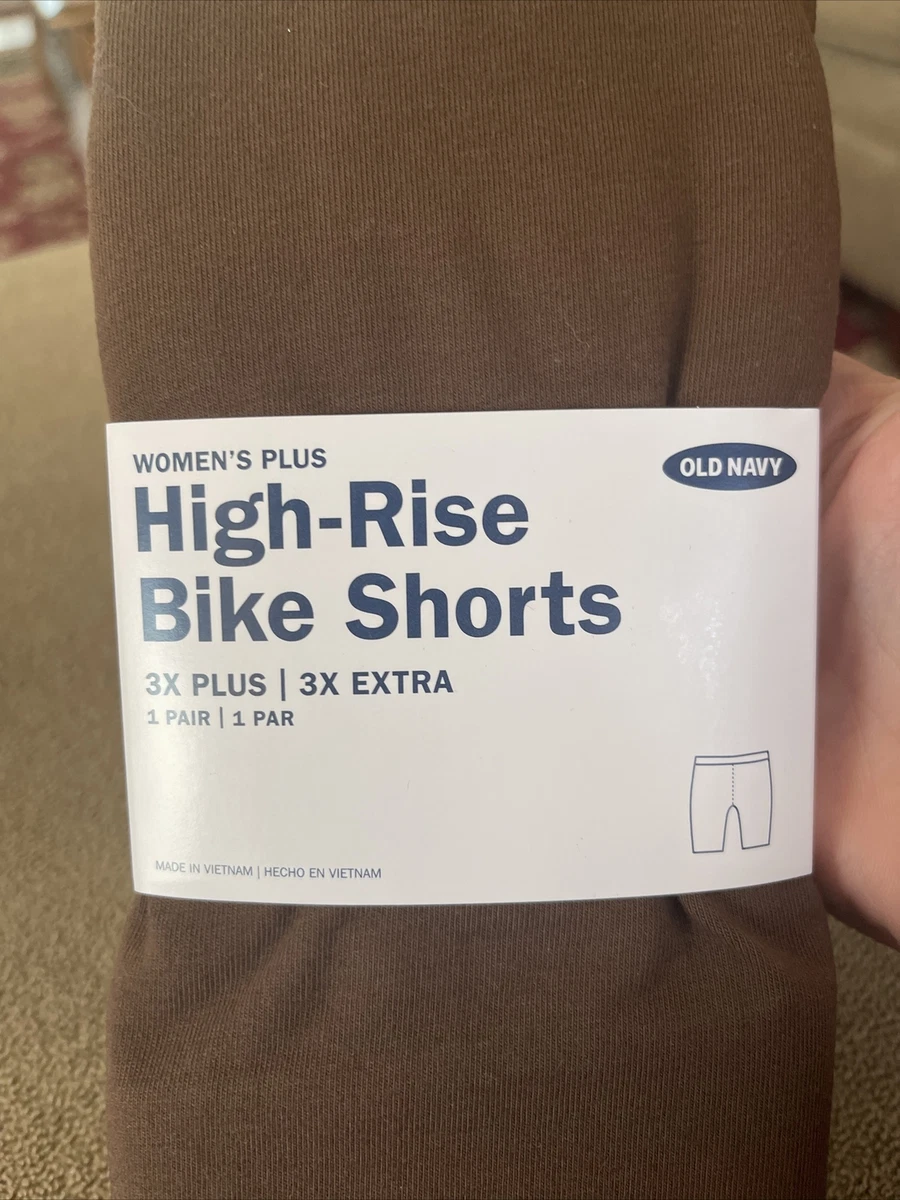 WOMEN'S PLUS
OLD NAVY
High-Rise
Bike Shorts
3X PLUS | 3X EXTRA
1 PAIR | 1 PAR
MADE IN VIETNAM | HECHO EN VIETNAM